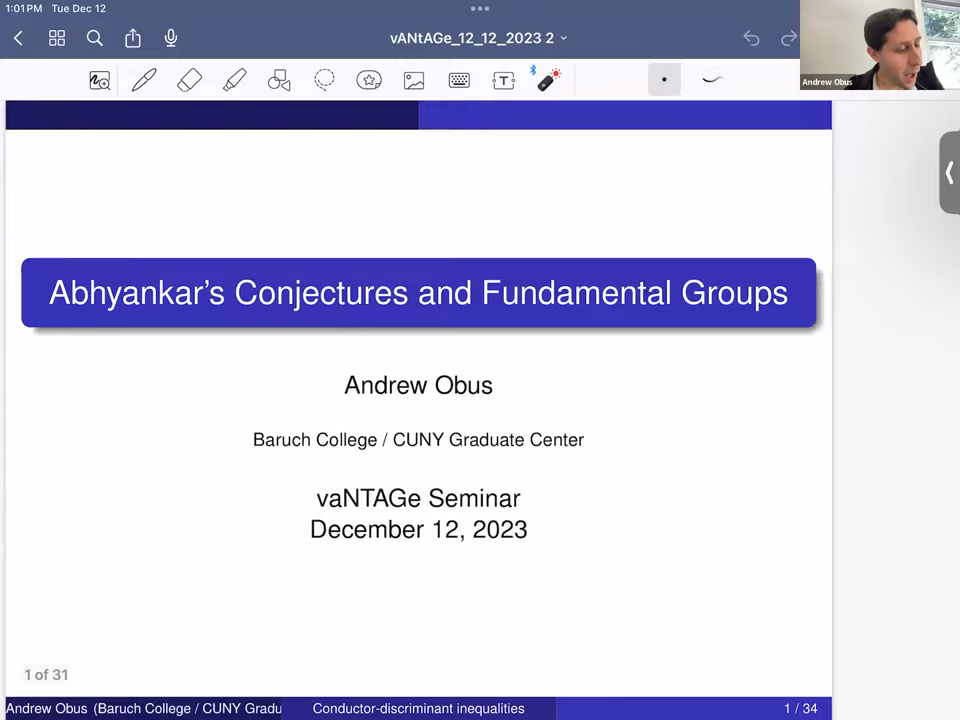 1:01 PM Tue Dec 12
vANtAGe_12_12_2023 2
T
Andrew Obus
Abhyankar's Conjectures and Fundamental Groups
Andrew Obus
Baruch College / CUNY Graduate Center
vaNTAGe Seminar
December 12, 2023
1 of 31
Andrew Obus (Baruch College / CUNY Gradu
Conductor-discriminant inequalities
1 / 34